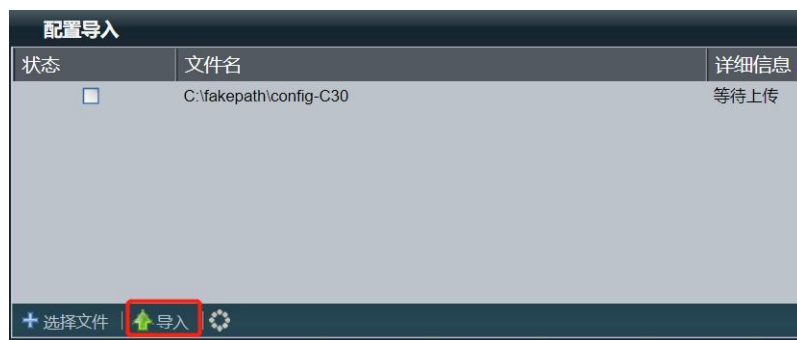 配置导入
状态 文件名 详细信息
C:\fakepath\config-C30 等待上传
选择文件 导入